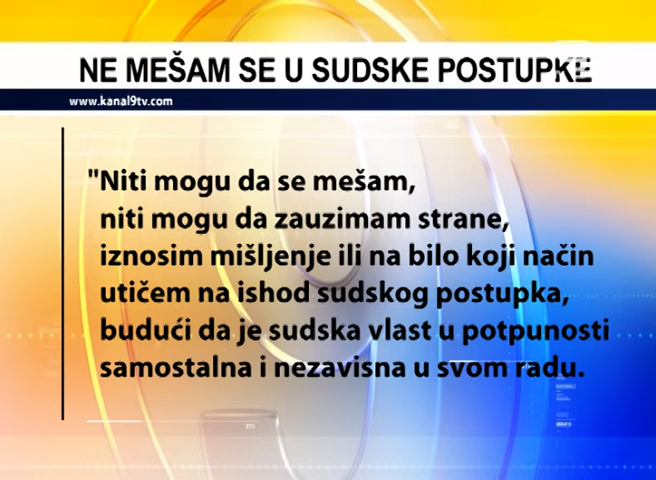 NE MEŠAM SE U SUDSKE POSTUPKE
www.kanal9tv.com
"Niti mogu da se mešam,
niti mogu da zauzimam strane,
iznosim mišljenje ili na bilo koji način
utičem na ishod sudskog postupka,
budući da je sudska vlast u potpunosti
samostalna i nezavisna u svom radu.